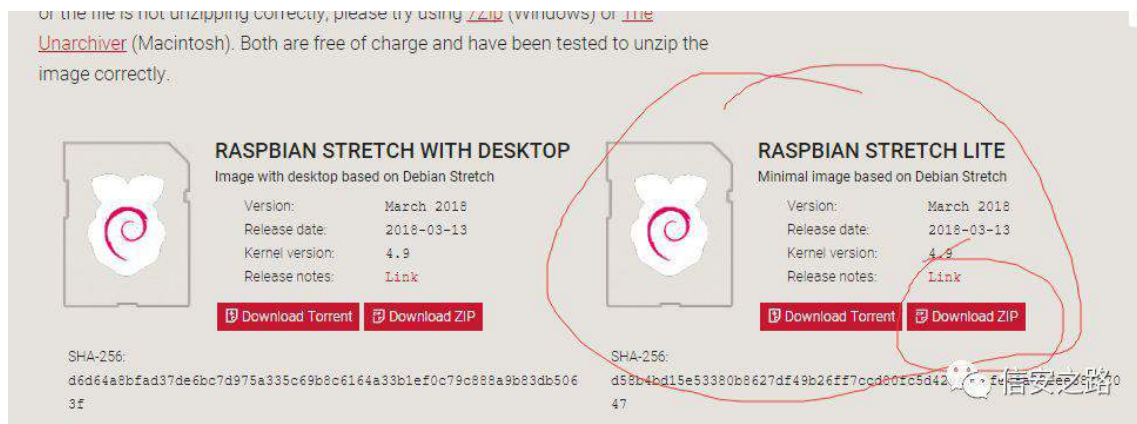 or the file is not unzipping correctly, please try using 7Zip (Windows) or The
Unarchiver (Macintosh). Both are free of charge and have been tested to unzip the
image correctly.
RASPBIAN STRETCH WITH DESKTOP
Image with desktop based on Debian Stretch
Version: March 2018
Release date: 2018-03-13
Kernel version: 4.9
Release notes: Link
Download Torrent Download ZIP
SHA-256:
d6d64a8bfad37de6bc7d975a335c69b8c6164a33b1ef0c79c888a9b83db5063f
RASPBIAN STRETCH LITE
Minimal image based on Debian Stretch
Version: March 2018
Release date: 2018-03-13
Kernel version: 4.9
Release notes: Link
Download Torrent Download ZIP
SHA-256:
47
信安之路